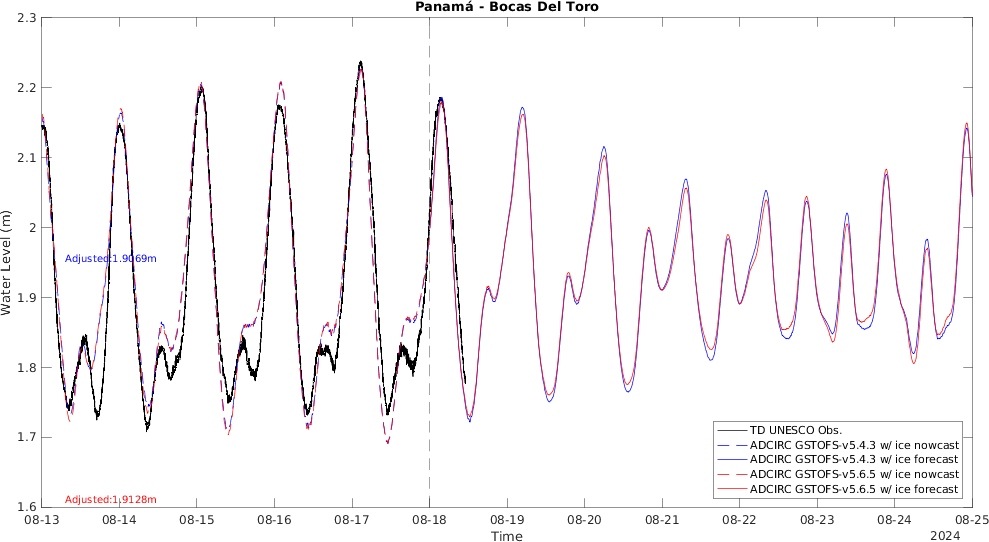 Panamá - Bocas Del Toro
2.3
2.2
2.1
2
1.9
1.8
1.7
1.6
Water Level (m)
Adjusted:1.9069m
Adjusted:1.9128m
TD UNESCO Obs.
ADCIRC GSTOFS-v5.4.3 w/ ice nowcast
ADCIRC GSTOFS-v5.4.3 w/ ice forecast
ADCIRC GSTOFS-v5.6.5 w/ ice nowcast
ADCIRC GSTOFS-v5.6.5 w/ ice forecast
08-13 08-14 08-15 08-16 08-17 08-18 08-19 08-20 08-21 08-22 08-23 08-24 08-25
Time
2024